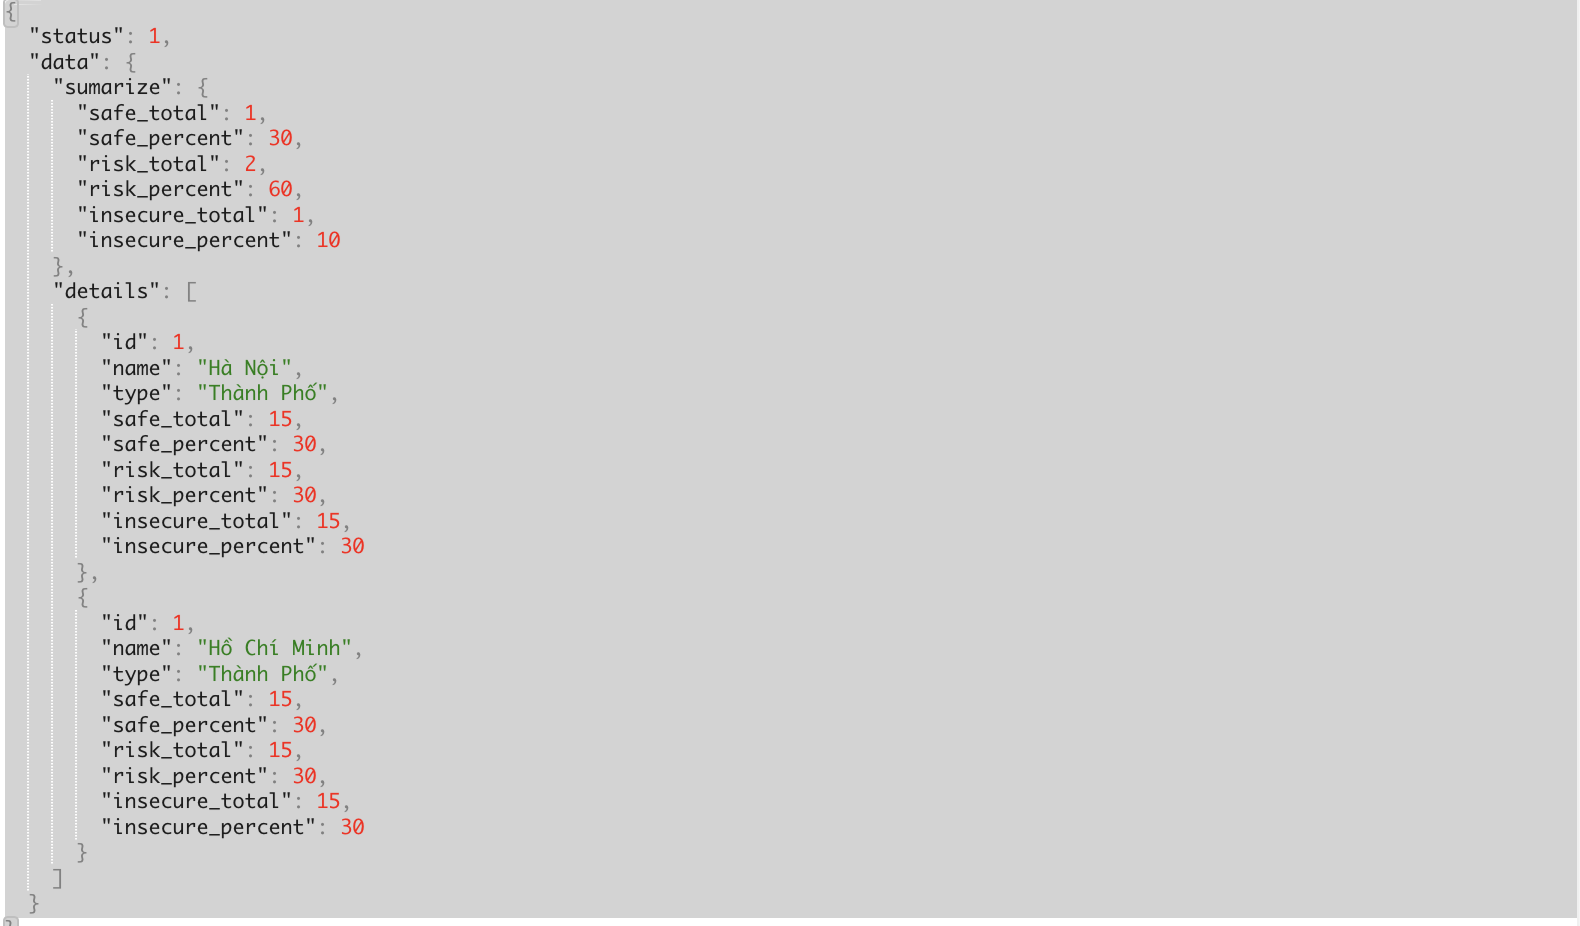 {
"status": 1,
"data": {
"sumarize": {
"safe_total": 1,
"safe_percent": 30,
"risk_total": 2,
"risk_percent": 60,
"insecure_total": 1,
"insecure_percent": 10
},
"details": [
{
"id": 1,
"name": "Hà Nội",
"type": "Thành Phố",
"safe_total": 15,
"safe_percent": 30,
"risk_total": 15,
"risk_percent": 30,
"insecure_total": 15,
"insecure_percent": 30
},
{
"id": 1,
"name": "Hồ Chí Minh",
"type": "Thành Phố",
"safe_total": 15,
"safe_percent": 30,
"risk_total": 15,
"risk_percent": 30,
"insecure_total": 15,
"insecure_percent": 30
}
]
}
}